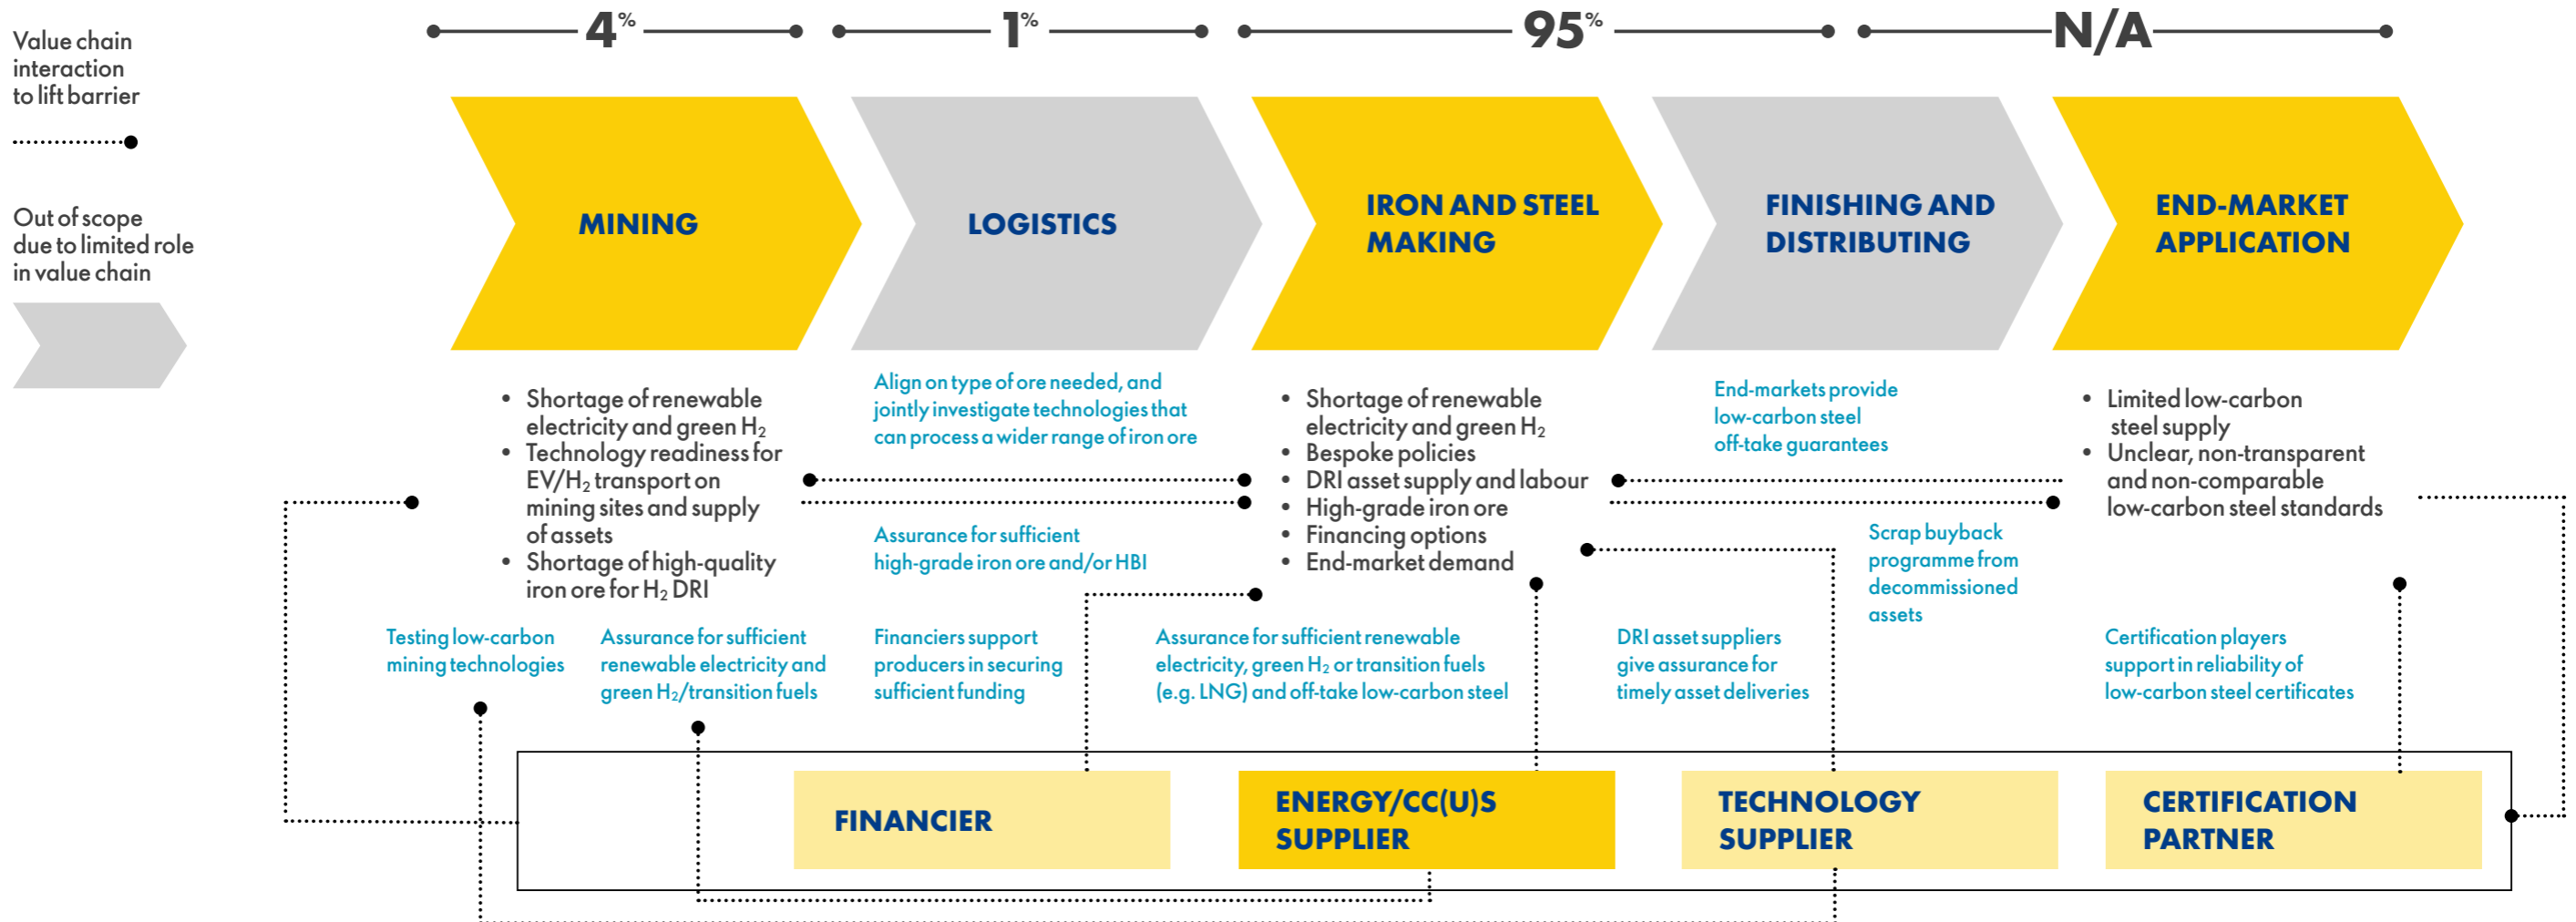 Value chain
interaction
to lift barrier
Out of scope
due to limited role
in value chain
4%
1%
95%
N/A
MINING
LOGISTICS
IRON AND STEEL
MAKING
FINISHING AND
DISTRIBUTING
END-MARKET
APPLICATION
• Shortage of renewable
electricity and green H₂
• Technology readiness for
EV/H₂ transport on
mining sites and supply
of assets
• Shortage of high-quality
iron ore for H₂ DRI
Align on type of ore needed, and
jointly investigate technologies that
can process a wider range of iron ore
Assurance for sufficient
high-grade iron ore and/or HBI
• Shortage of renewable
electricity and green H₂
• Bespoke policies
• DRI asset supply and labour
• High-grade iron ore
• Financing options
• End-market demand
End-markets provide
low-carbon steel
off-take guarantees
Scrap buyback
programme from
decommissioned
assets
• Limited low-carbon
steel supply
• Unclear, non-transparent
and non-comparable
low-carbon steel standards
Testing low-carbon
mining technologies
Assurance for sufficient
renewable electricity and
green H₂/transition fuels
Financiers support
producers in securing
sufficient funding
Assurance for sufficient renewable
electricity, green H₂ or transition fuels
(e.g. LNG) and off-take low-carbon steel
DRI asset suppliers
give assurance for
timely asset deliveries
Certification players
support in reliability of
low-carbon steel certificates
FINANCIER
ENERGY/CC(U)S
SUPPLIER
TECHNOLOGY
SUPPLIER
CERTIFICATION
PARTNER